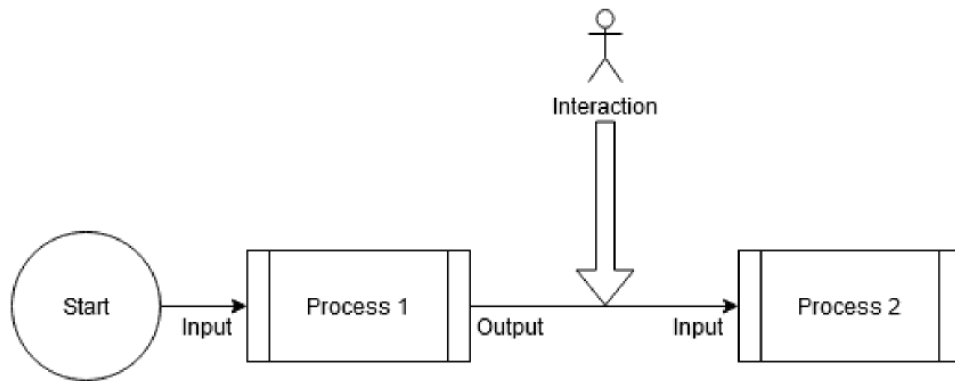 Interaction
Start
Input
Process 1
Output
Input
Process 2